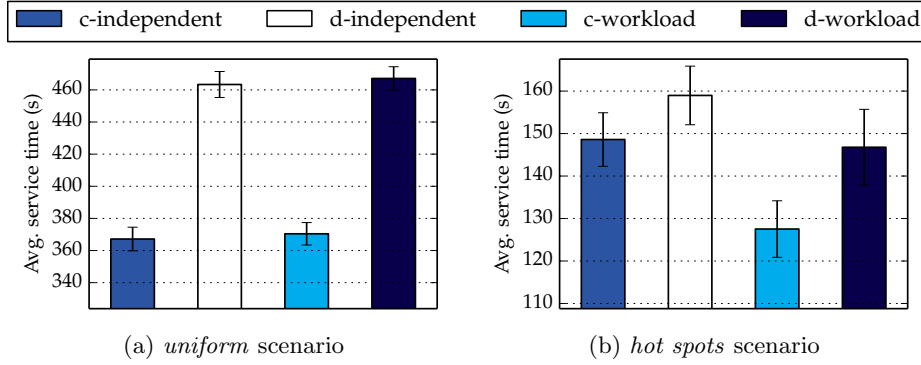 c-independent d-independent c-workload d-workload
Avg. service time (s)
460
440
420
400
380
360
340
(a) uniform scenario
Avg. service time (s)
160
150
140
130
120
110
(b) hot spots scenario